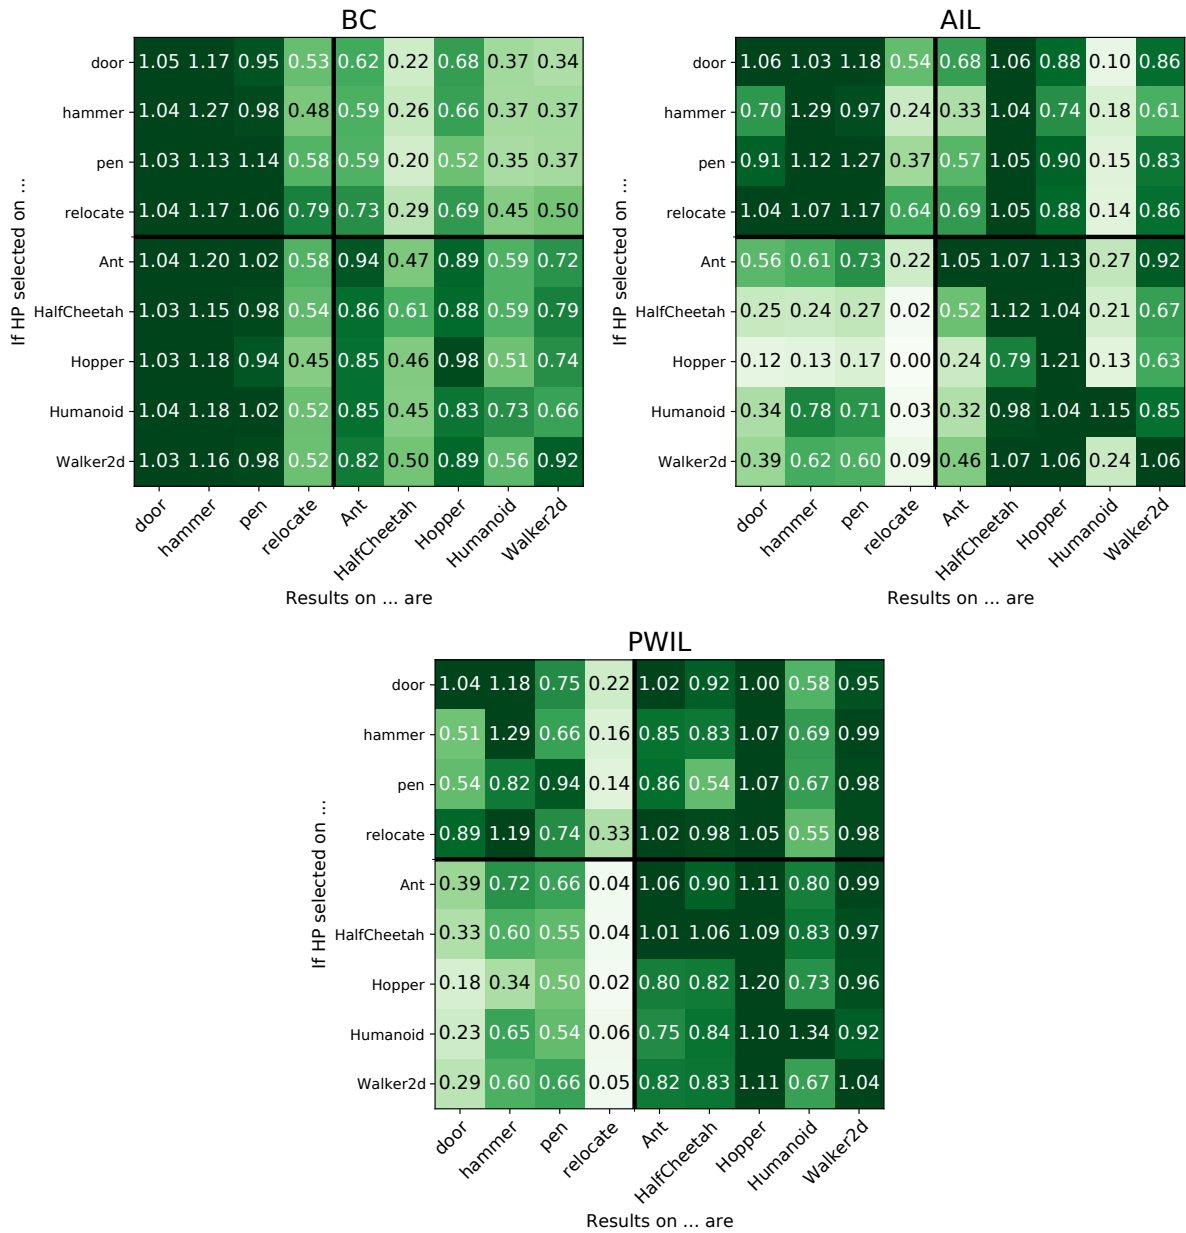 BC
If HP selected on ...
door 1.05 1.17 0.95 0.53 0.62 0.22 0.68 0.37 0.34
hammer 1.04 1.27 0.98 0.48 0.59 0.26 0.66 0.37 0.37
pen 1.03 1.13 1.14 0.58 0.59 0.20 0.52 0.35 0.37
relocate 1.04 1.17 1.06 0.79 0.73 0.29 0.69 0.45 0.50
Ant 1.04 1.20 1.02 0.58 0.94 0.47 0.89 0.59 0.72
HalfCheetah 1.03 1.15 0.98 0.54 0.86 0.61 0.88 0.59 0.79
Hopper 1.03 1.18 0.94 0.45 0.85 0.46 0.98 0.51 0.74
Humanoid 1.04 1.18 1.02 0.52 0.85 0.45 0.83 0.73 0.66
Walker2d 1.03 1.16 0.98 0.52 0.82 0.50 0.89 0.56 0.92
door hammer pen relocate Ant HalfCheetah Hopper Humanoid Walker2d
Results on ... are
AIL
If HP selected on ...
door 1.06 1.03 1.18 0.54 0.68 1.06 0.88 0.10 0.86
hammer 0.70 1.29 0.97 0.24 0.33 1.04 0.74 0.18 0.61
pen 0.91 1.12 1.27 0.37 0.57 1.05 0.90 0.15 0.83
relocate 1.04 1.07 1.17 0.64 0.69 1.05 0.88 0.14 0.86
Ant 0.56 0.61 0.73 0.22 1.05 1.07 1.13 0.27 0.92
HalfCheetah 0.25 0.24 0.27 0.02 0.52 1.12 1.04 0.21 0.67
Hopper 0.12 0.13 0.17 0.00 0.24 0.79 1.21 0.13 0.63
Humanoid 0.34 0.78 0.71 0.03 0.32 0.98 1.04 1.15 0.85
Walker2d 0.39 0.62 0.60 0.09 0.46 1.07 1.06 0.24 1.06
door hammer pen relocate Ant HalfCheetah Hopper Humanoid Walker2d
Results on ... are
PWIL
If HP selected on ...
door 1.04 1.18 0.75 0.22 1.02 0.92 1.00 0.58 0.95
hammer 0.51 1.29 0.66 0.16 0.85 0.83 1.07 0.69 0.99
pen 0.54 0.82 0.94 0.14 0.86 0.54 1.07 0.67 0.98
relocate 0.89 1.19 0.74 0.33 1.02 0.98 1.05 0.55 0.98
Ant 0.39 0.72 0.66 0.04 1.06 0.90 1.11 0.80 0.99
HalfCheetah 0.33 0.60 0.55 0.04 1.01 1.06 1.09 0.83 0.97
Hopper 0.18 0.34 0.50 0.02 0.80 0.82 1.20 0.73 0.96
Humanoid 0.23 0.65 0.54 0.06 0.75 0.84 1.10 1.34 0.92
Walker2d 0.29 0.60 0.66 0.05 0.82 0.83 1.11 0.67 1.04
door hammer pen relocate Ant HalfCheetah Hopper Humanoid Walker2d
Results on ... are